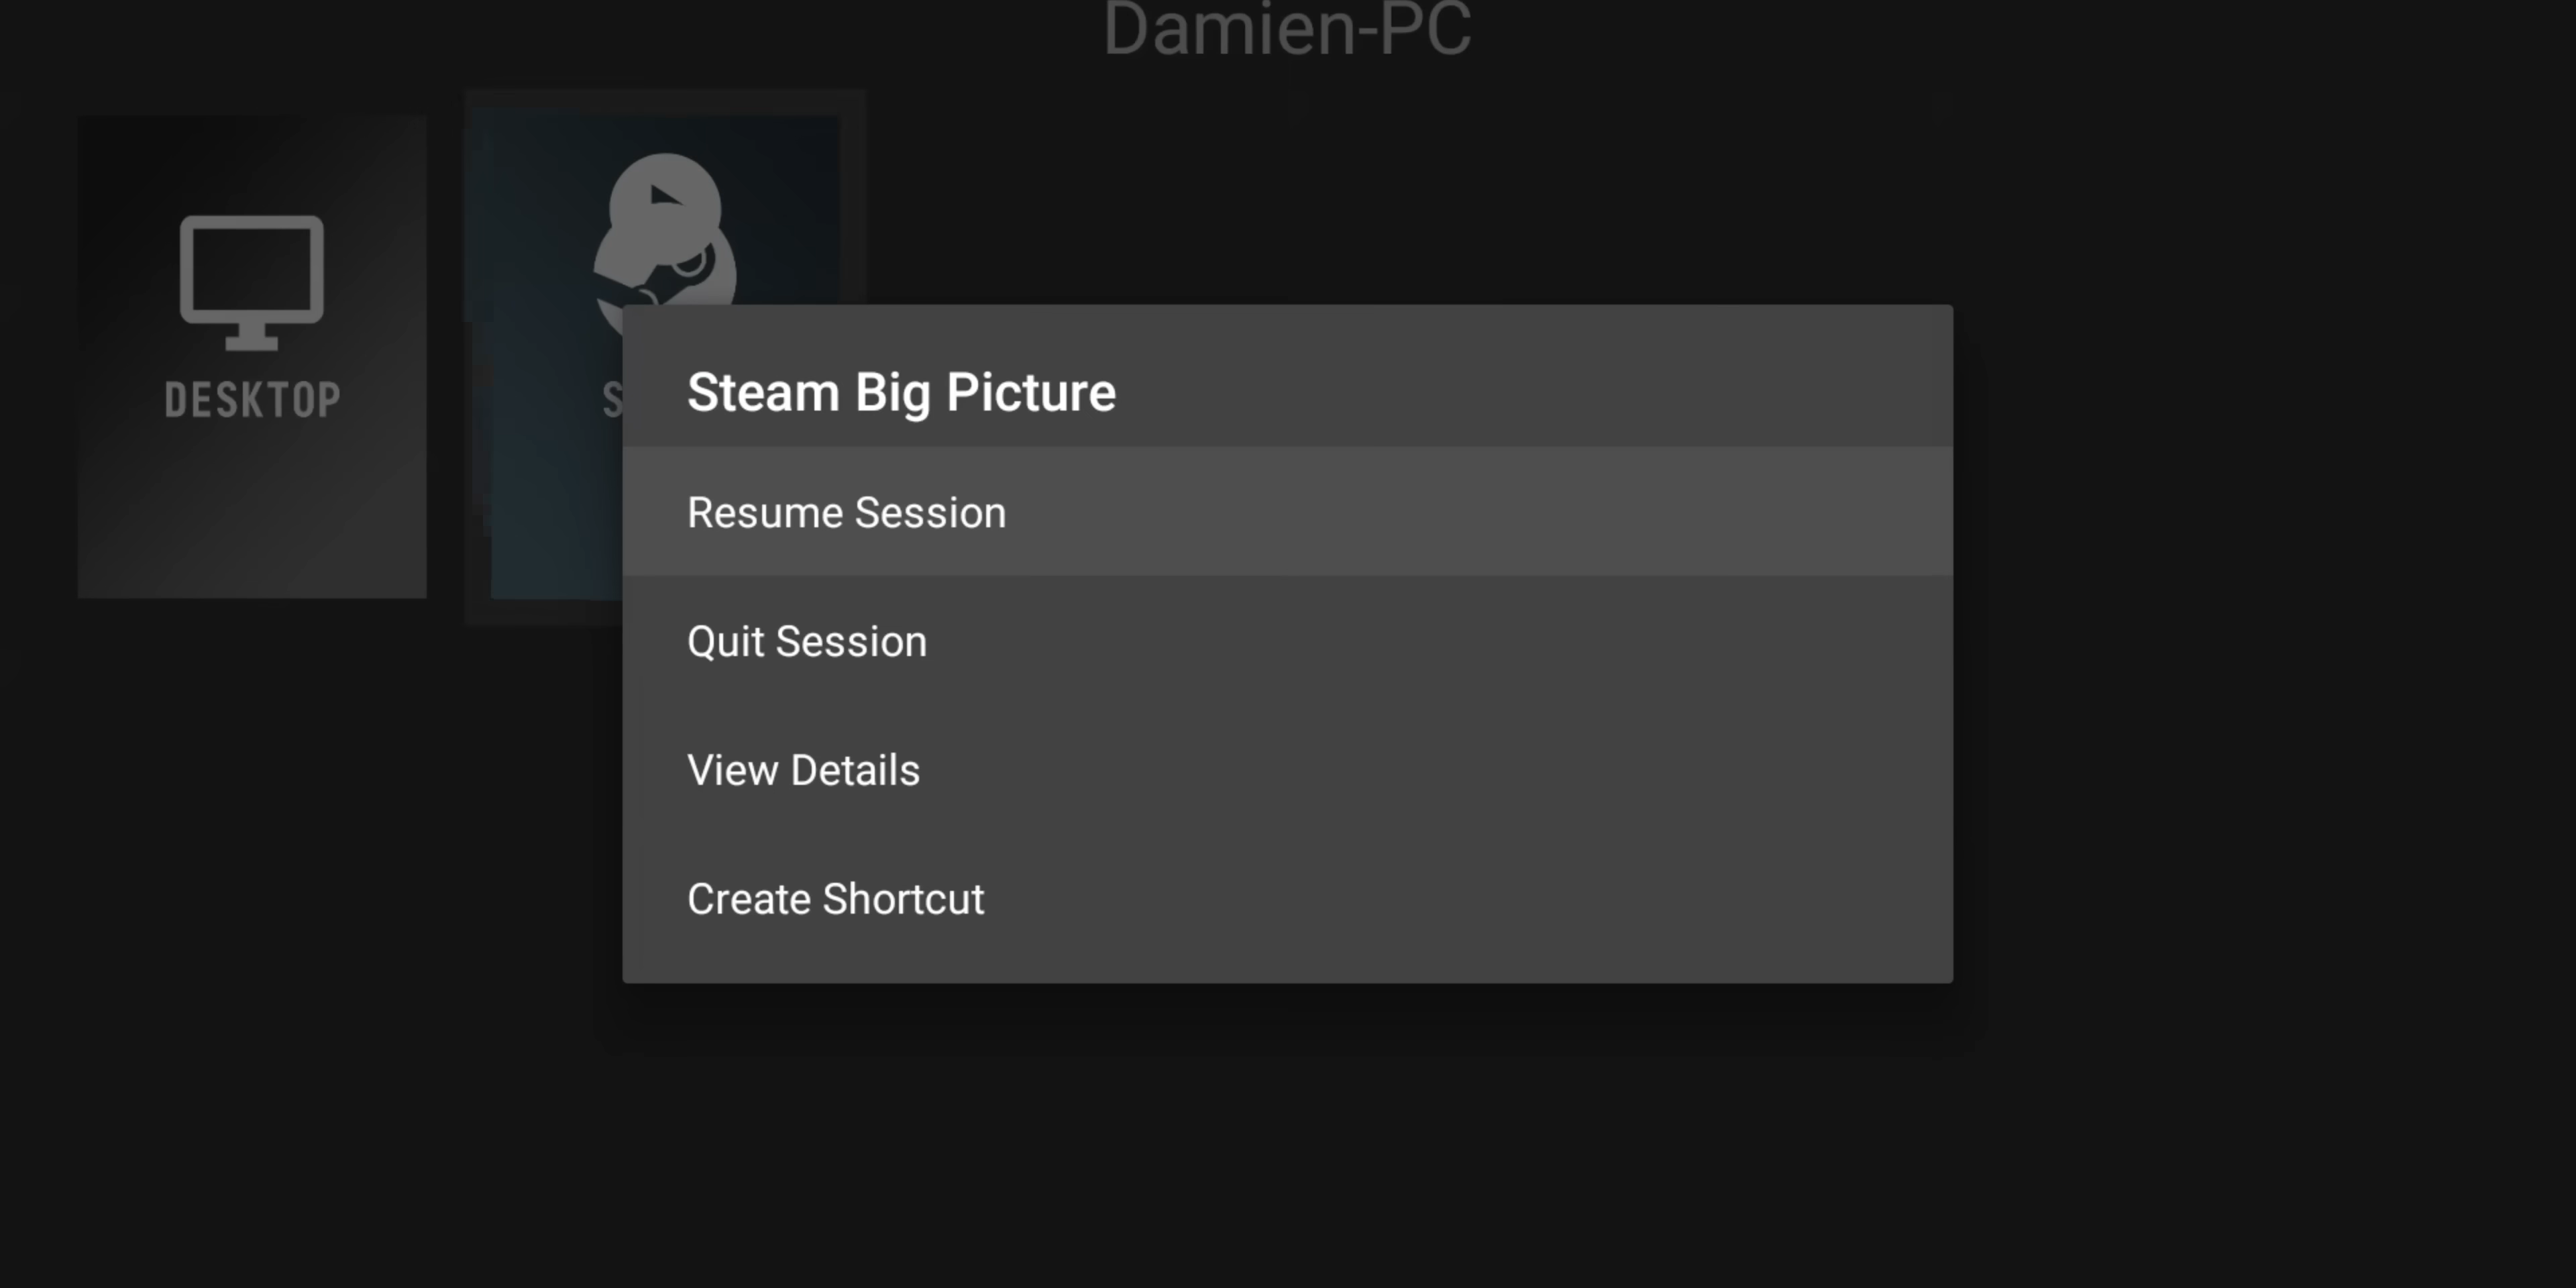 Damien-PC
DESKTOP
Steam Big Picture
Resume Session
Quit Session
View Details
Create Shortcut